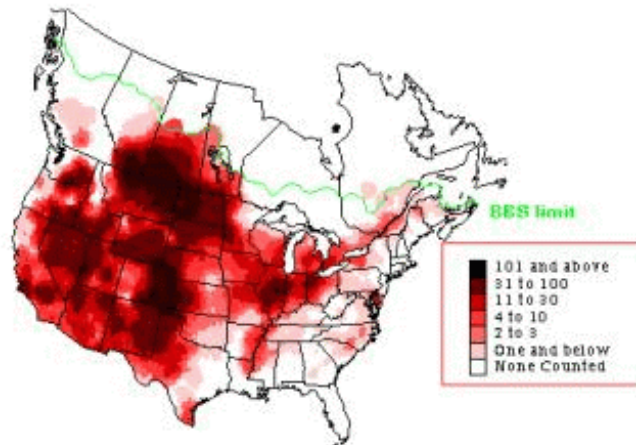 BBS limit
101 and above
31 to 100
11 to 30
4 to 10
2 to 3
One and below
None Counted